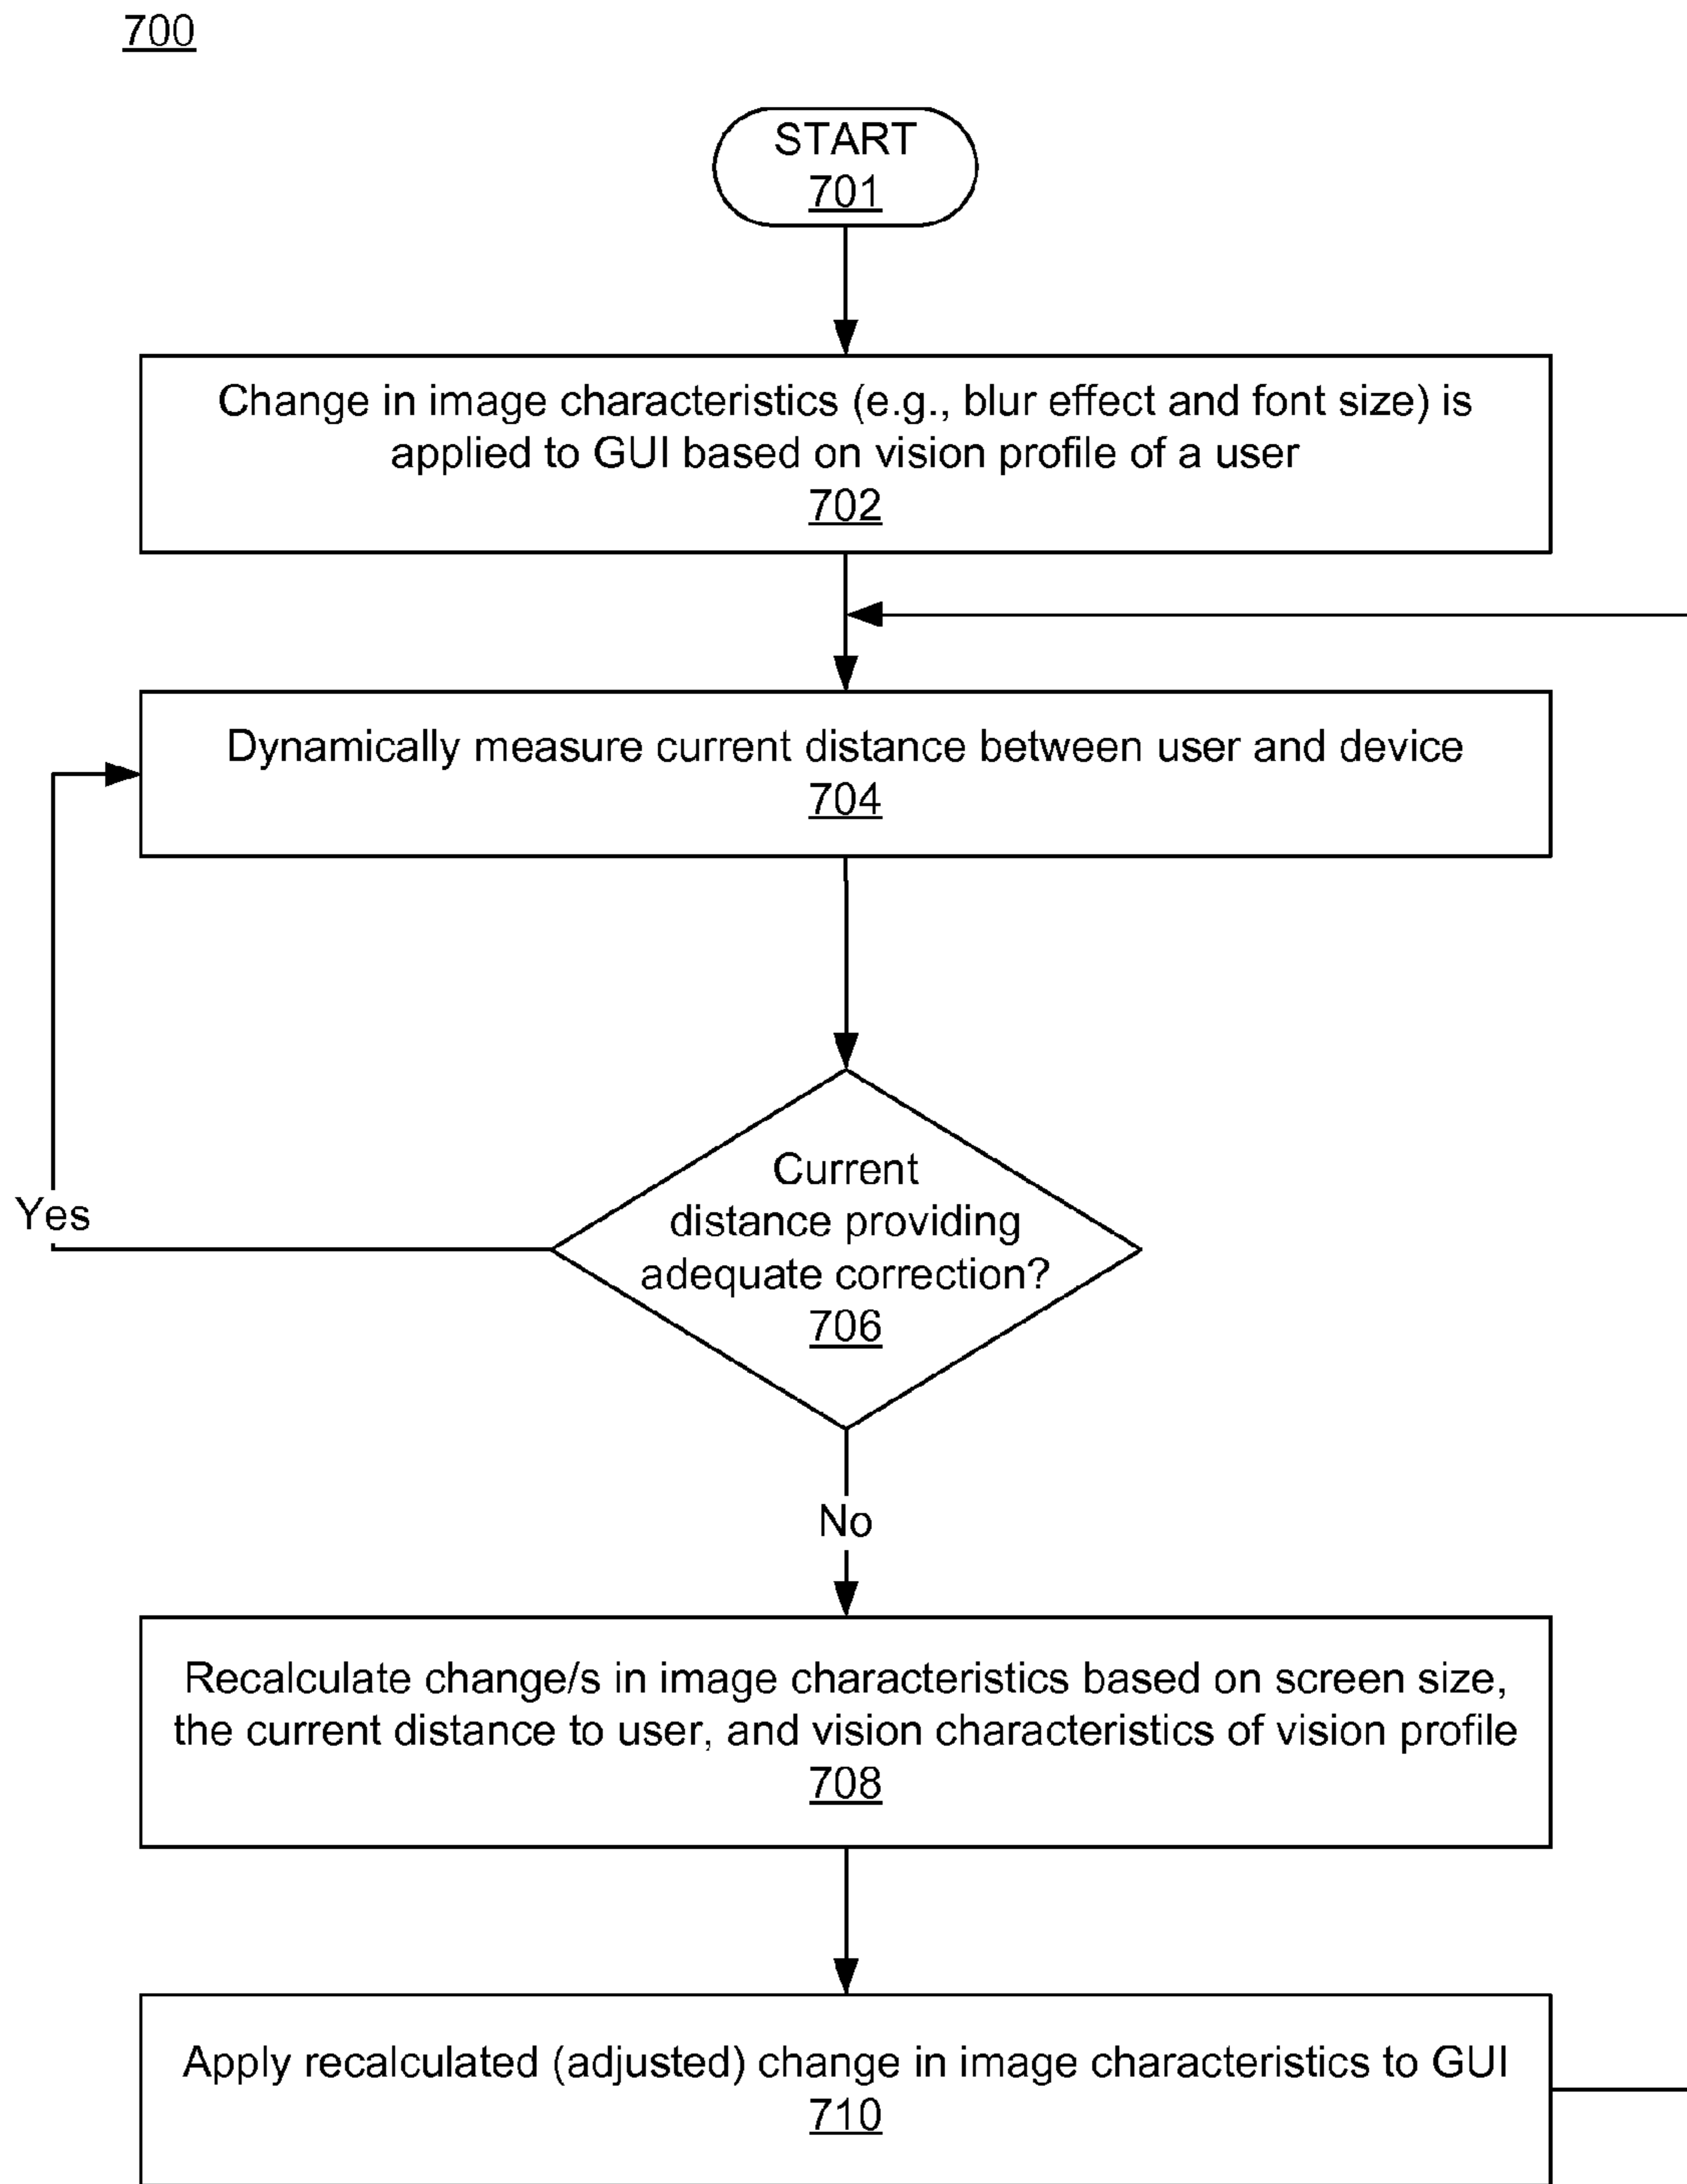 700
START
701
Change in image characteristics (e.g., blur effect and font size) is
applied to GUI based on vision profile of a user
702
Dynamically measure current distance between user and device
704
Current
distance providing
adequate correction?
706
Yes
No
Recalculate change/s in image characteristics based on screen size,
the current distance to user, and vision characteristics of vision profile
708
Apply recalculated (adjusted) change in image characteristics to GUI
710